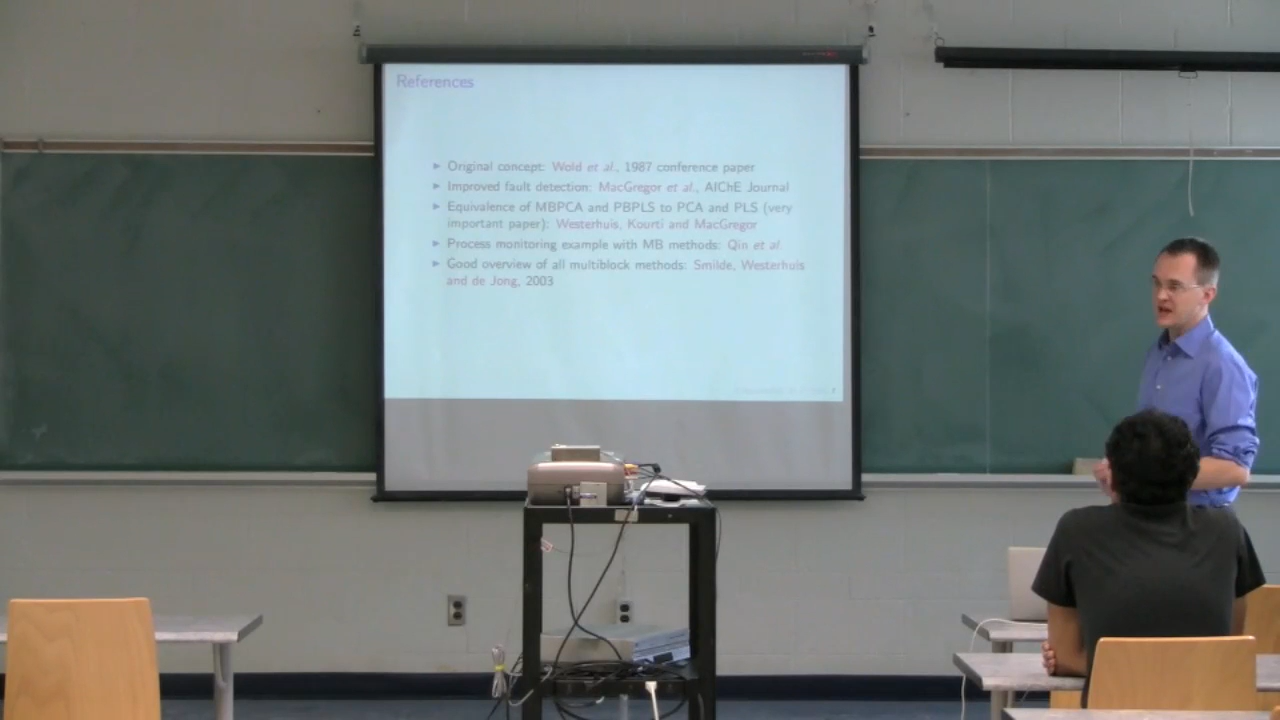 References
▶ Original concept: Wold et al., 1987 conference paper
▶ Improved fault detection: MacGregor et al., AIChE Journal
▶ Equivalence of MBPCA and PBPLS to PCA and PLS (very
important paper): Westerhuis, Kourti and MacGregor
▶ Process monitoring example with MB methods: Qin et al.
▶ Good overview of all multiblock methods: Smilde, Westerhuis
and de Jong, 2003